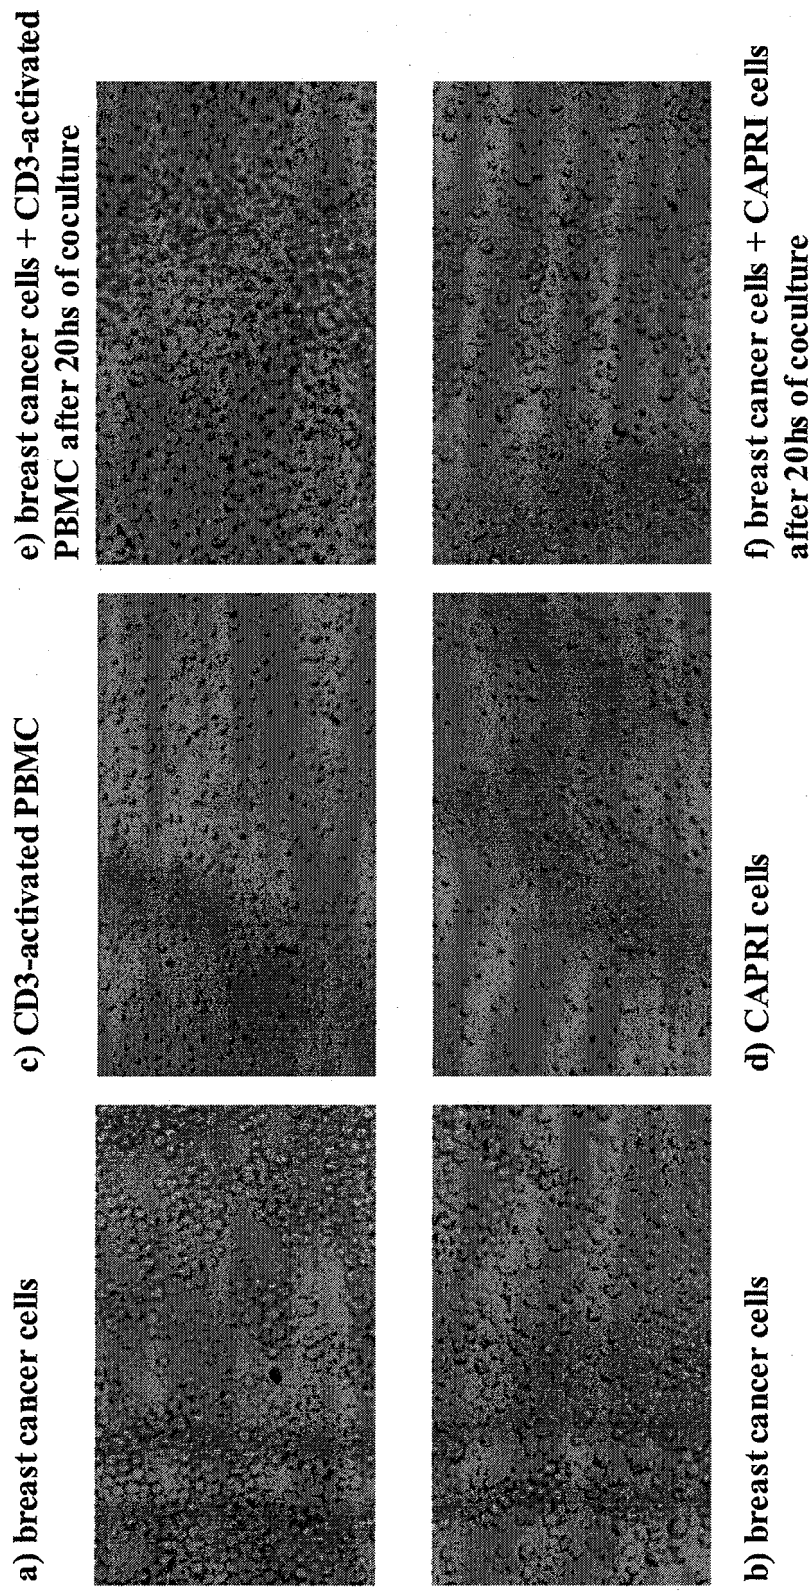 a) breast cancer cells
c) CD3-activated PBMC
e) breast cancer cells + CD3-activated
PBMC after 20hs of coculture
b) breast cancer cells
d) CAPRI cells
f) breast cancer cells + CAPRI cells
after 20hs of coculture